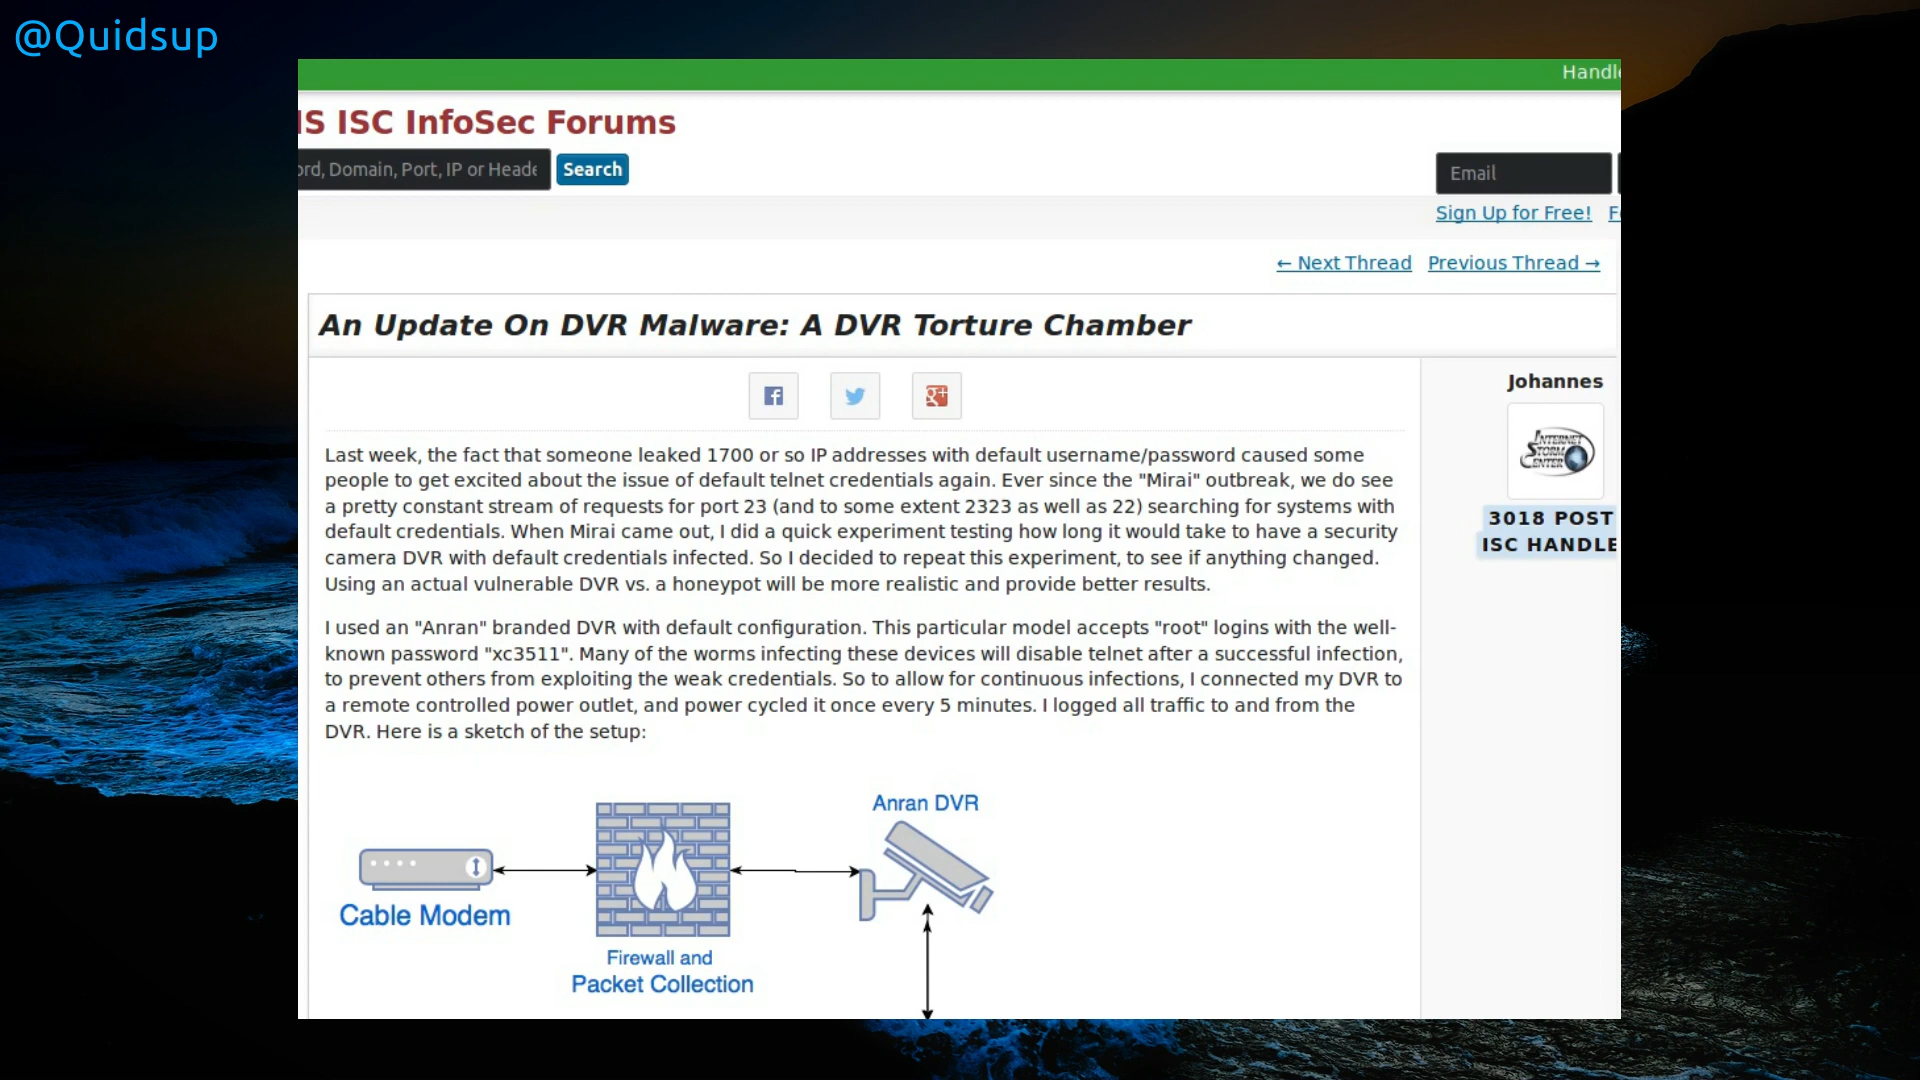 @Quidsup
Handle
IS ISC InfoSec Forums
ord, Domain, Port, IP or Heade
Search
Email
Sign Up for Free! F
← Next Thread Previous Thread →
An Update On DVR Malware: A DVR Torture Chamber
Johannes
INTERNET
STORM
CENTER
3018 POST
ISC HANDLE
Last week, the fact that someone leaked 1700 or so IP addresses with default username/password caused some
people to get excited about the issue of default telnet credentials again. Ever since the "Mirai" outbreak, we do see
a pretty constant stream of requests for port 23 (and to some extent 2323 as well as 22) searching for systems with
default credentials. When Mirai came out, I did a quick experiment testing how long it would take to have a security
camera DVR with default credentials infected. So I decided to repeat this experiment, to see if anything changed.
Using an actual vulnerable DVR vs. a honeypot will be more realistic and provide better results.
I used an "Anran" branded DVR with default configuration. This particular model accepts "root" logins with the well-
known password "xc3511". Many of the worms infecting these devices will disable telnet after a successful infection,
to prevent others from exploiting the weak credentials. So to allow for continuous infections, I connected my DVR to
a remote controlled power outlet, and power cycled it once every 5 minutes. I logged all traffic to and from the
DVR. Here is a sketch of the setup:
Anran DVR
Cable Modem
Firewall and
Packet Collection